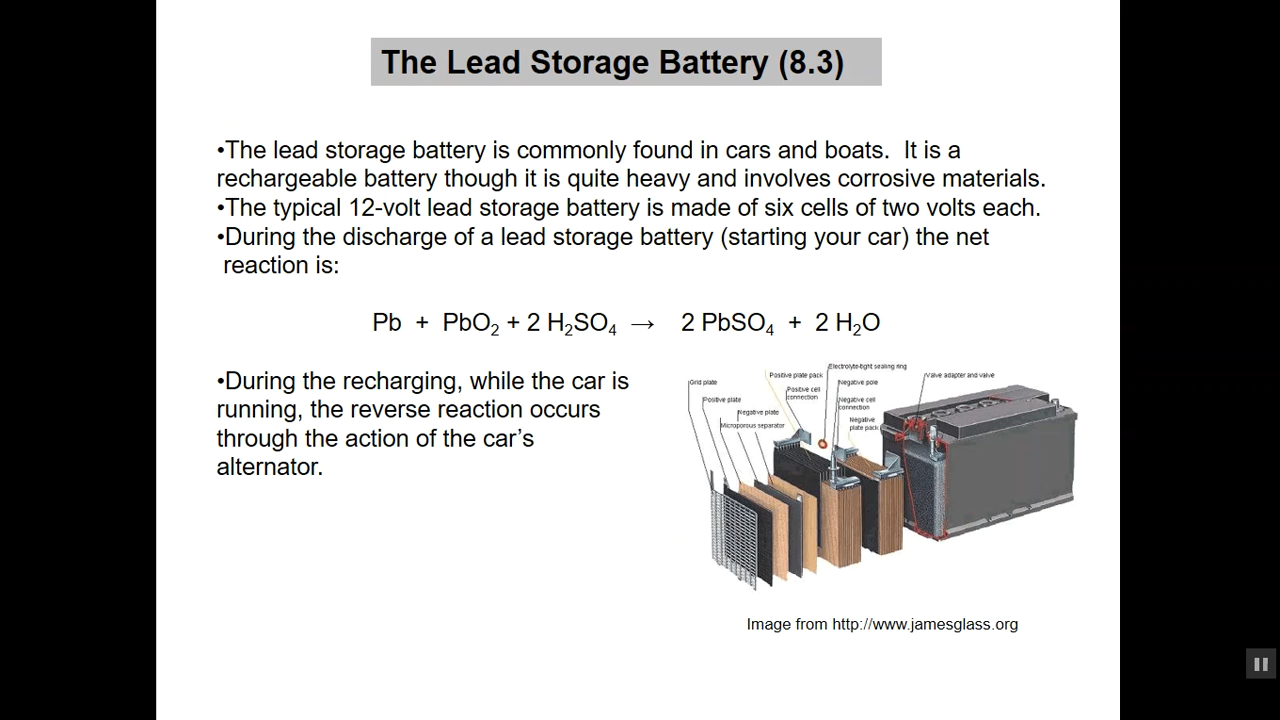 The Lead Storage Battery (8.3)
•The lead storage battery is commonly found in cars and boats.  It is a
rechargeable battery though it is quite heavy and involves corrosive materials.
•The typical 12-volt lead storage battery is made of six cells of two volts each.
•During the discharge of a lead storage battery (starting your car) the net
reaction is:
Pb + PbO₂ + 2 H₂SO₄ → 2 PbSO₄ + 2 H₂O
•During the recharging, while the car is
running, the reverse reaction occurs
through the action of the car's
alternator.
Electrolyte-tight sealing ring
Positive plate pack
Valve adapter and valve
Grid plate
Negative pole
Positive cell
connection
Positive plate
Negative cell
connection
Negative plate
Negative
plate pack
Microporous separator
Image from http://www.jamesglass.org